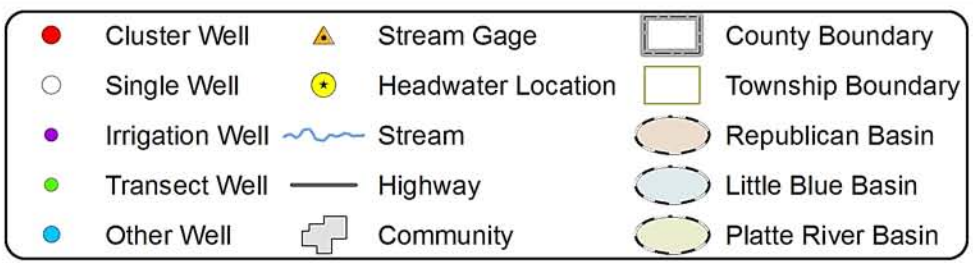 Cluster Well
Single Well
Irrigation Well
Transect Well
Other Well
Stream Gage
Headwater Location
Stream
Highway
Community
County Boundary
Township Boundary
Republican Basin
Little Blue Basin
Platte River Basin